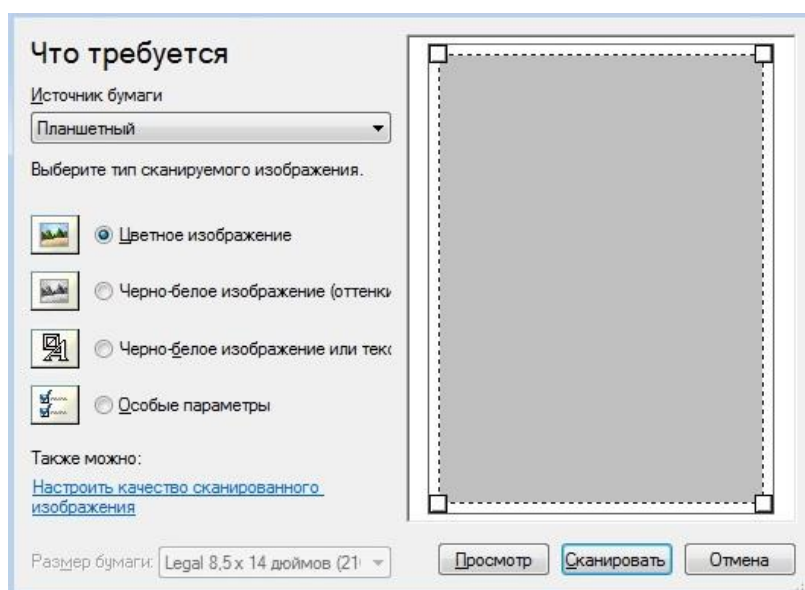 Что требуется
Источник бумаги
Планшетный
Выберите тип сканируемого изображения.
Цветное изображение
Черно-белое изображение (оттенки
Черно-белое изображение или текс
Особые параметры
Также можно:
Настроить качество сканированного
изображения
Размер бумаги: Legal 8,5 x 14 дюймов (21
Просмотр Сканировать Отмена